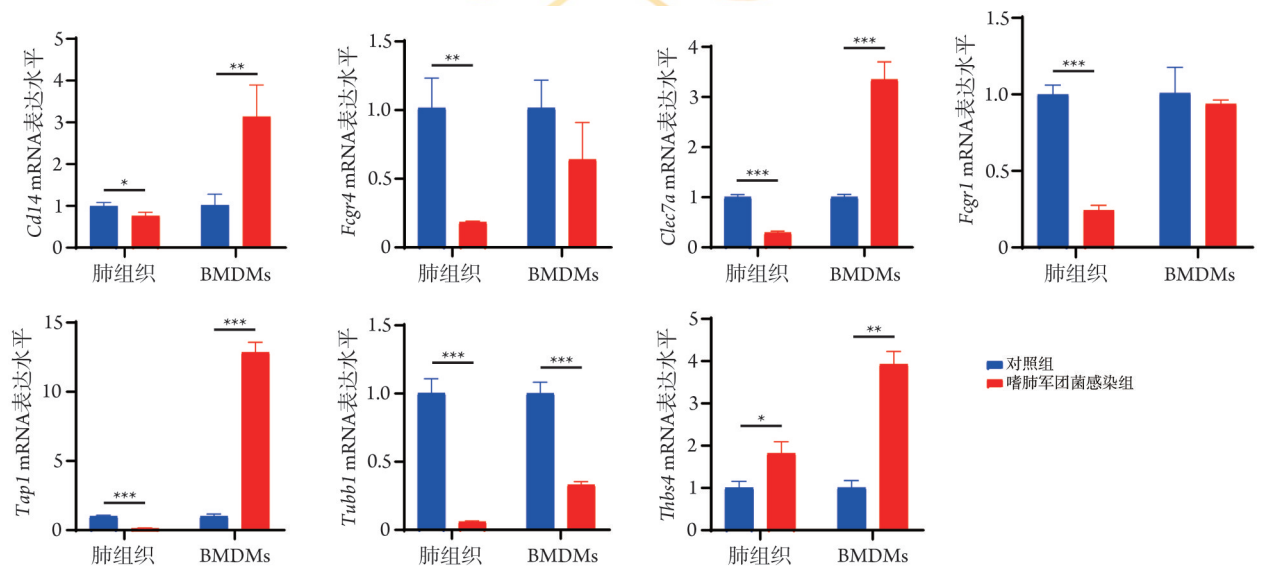 Cd14 mRNA表达水平
5
4
3
2
1
0
*
**
肺组织
BMDMs
Fcgr4 mRNA表达水平
1.5
1.0
0.5
0
**
肺组织
BMDMs
Clec7a mRNA表达水平
4
3
2
1
0
***
***
肺组织
BMDMs
Fcgr1 mRNA表达水平
1.5
1.0
0.5
0
***
肺组织
BMDMs
Tap1 mRNA表达水平
15
10
5
0
***
***
肺组织
BMDMs
Tubb1 mRNA表达水平
1.5
1.0
0.5
0
***
***
肺组织
BMDMs
Thbs4 mRNA表达水平
5
4
3
2
1
0
*
**
肺组织
BMDMs
对照组
嗜肺军团菌感染组